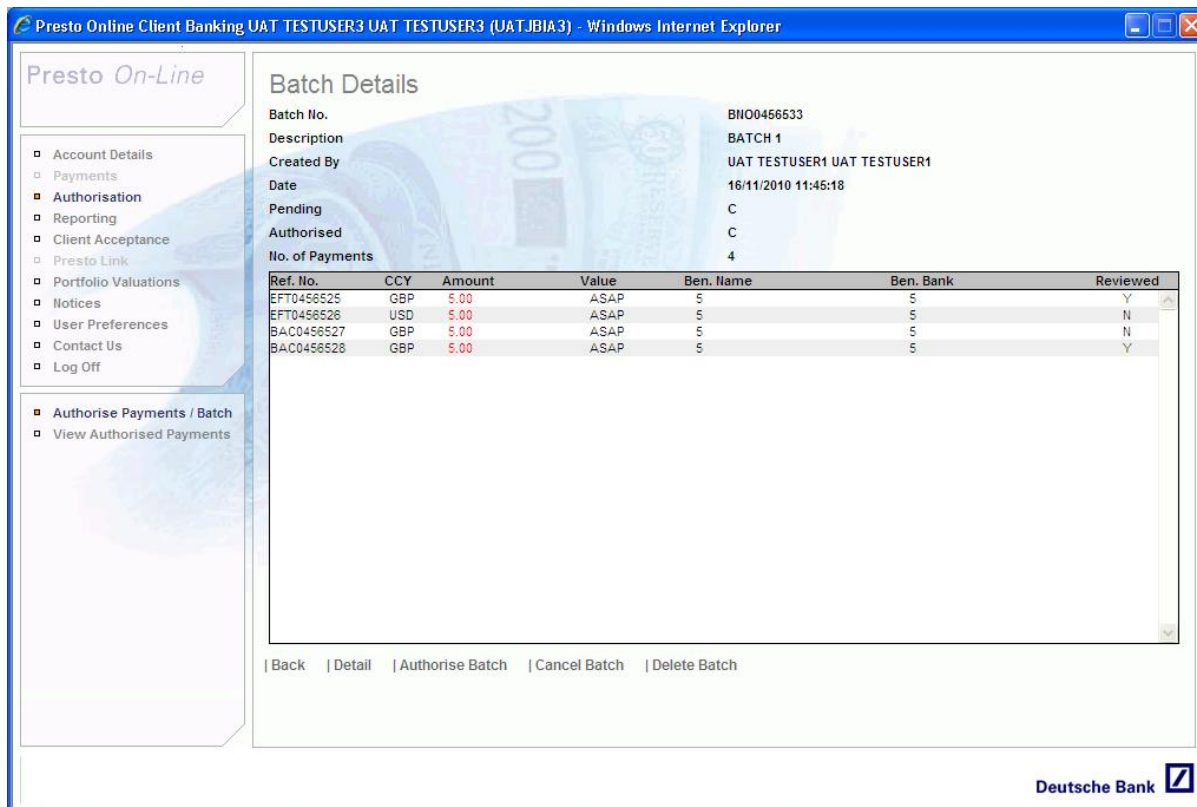 Presto Online Client Banking UAT TESTUSER3 UAT TESTUSER3 (UATJBIA3) - Windows Internet Explorer
Presto On-Line
Account Details
Payments
Authorisation
Reporting
Client Acceptance
Presto Link
Portfolio Valuations
Notices
User Preferences
Contact Us
Log Off
Authorise Payments / Batch
View Authorised Payments
Batch Details
Batch No. BNO0456533
Description BATCH 1
Created By UAT TESTUSER1 UAT TESTUSER1
Date 16/11/2010 11:45:18
Pending C
Authorised C
No. of Payments 4
Ref. No. CCY Amount Value Ben. Name Ben. Bank Reviewed
EFT0456525 GBP 5.00 ASAP 5 5 Y
EFT0456526 USD 5.00 ASAP 5 5 N
BAC0456527 GBP 5.00 ASAP 5 5 N
BAC0456528 GBP 5.00 ASAP 5 5 Y
| Back | Detail | Authorise Batch | Cancel Batch | Delete Batch
Deutsche Bank